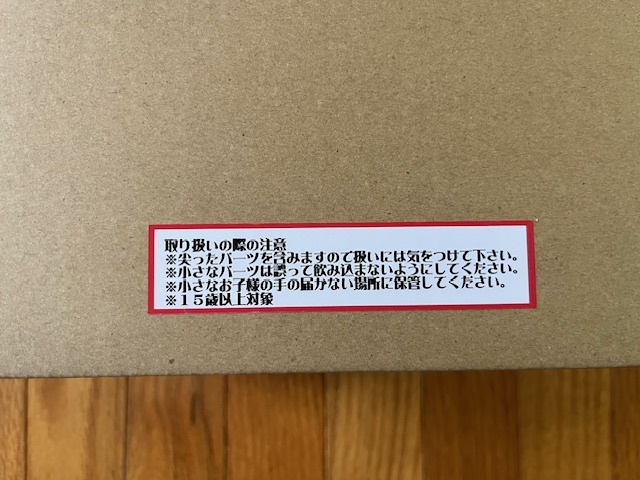 取り扱いの際の注意
※尖ったパーツを含みますので扱いには気をつけて下さい。
※小さなパーツは誤って飲み込まないようにしてください。
※小さなお子様の手の届かない場所に保管してください。
※１５歳以上対象